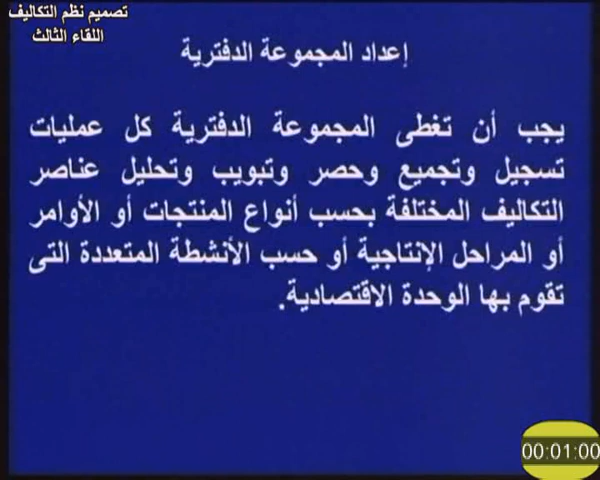 تصميم نظم التكاليف
اللقاء الثالث
إعداد المجموعة الدفترية
يجب أن تغطى المجموعة الدفترية كل عمليات
تسجيل وتجميع وحصر وتبويب وتحليل عناصر
التكاليف المختلفة بحسب أنواع المنتجات أو الأوامر
أو المراحل الإنتاجية أو حسب الأنشطة المتعددة التى
تقوم بها الوحدة الاقتصادية.
00:01:00